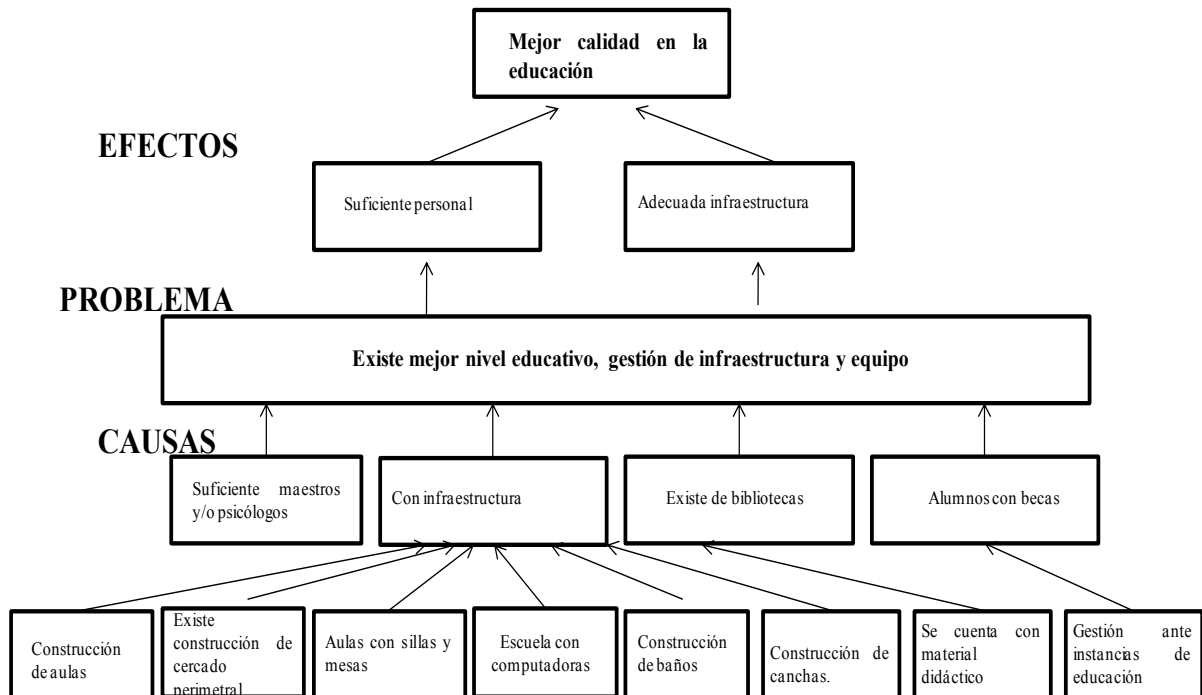 Mejor calidad en la
educación
EFECTOS
Suficiente personal
Adecuada infraestructura
PROBLEMA
Existe mejor nivel educativo, gestión de infraestructura y equipo
CAUSAS
Suficiente maestros
y/o psicólogos
Con infraestructura
Existe de bibliotecas
Alumnos con becas
Construcción
de aulas
Existe
construcción de
cercado
perimetral
Aulas con sillas y
mesas
Escuela con
computadoras
Construcción
de baños
Construcción de
canchas.
Se cuenta con
material
didáctico
Gestión ante
instancias de
educación